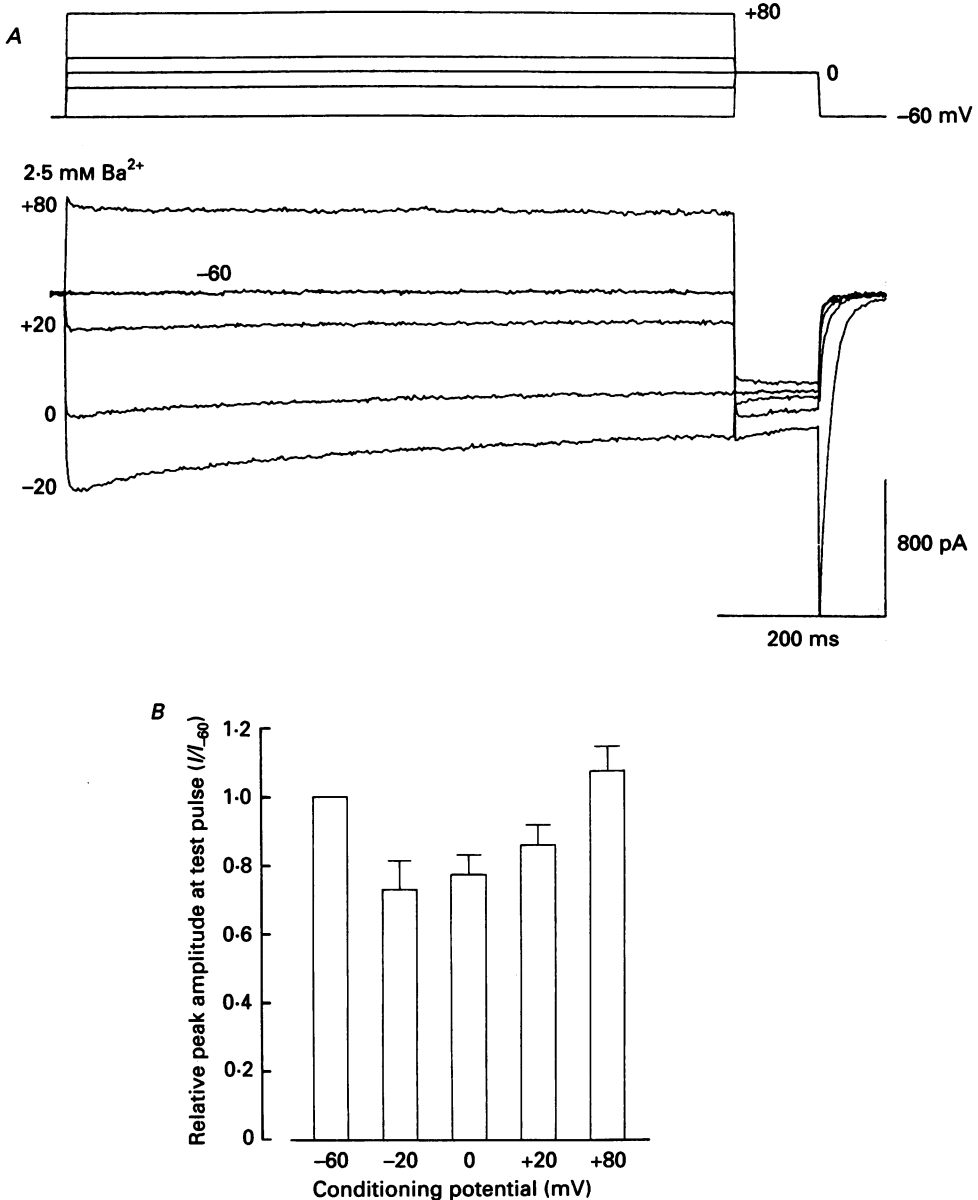 A
+80
0
−60 mV
2·5 mM Ba2+
+80
−60
+20
0
−20
800 pA
200 ms
B
Relative peak amplitude at test pulse (I/I−60)
1·2
1·0
0·8
0·6
0·4
0·2
0
−60 −20 0 +20 +80
Conditioning potential (mV)